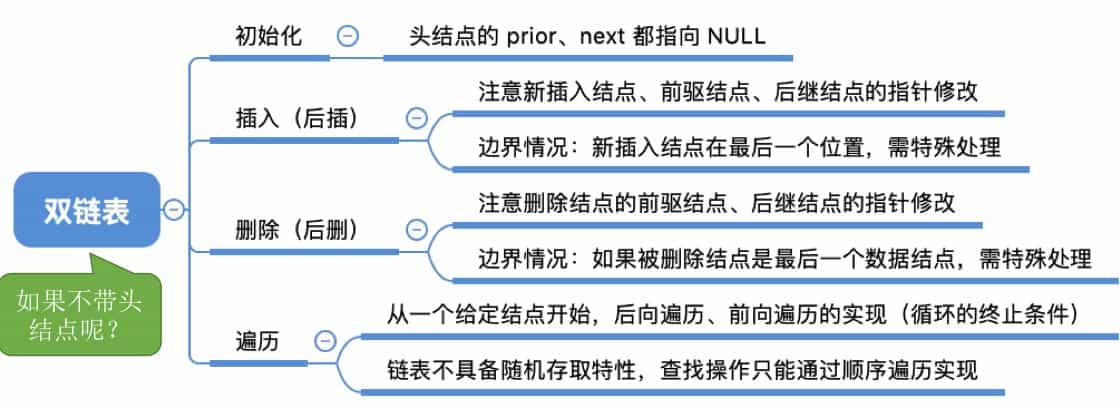 双链表
如果不带头
结点呢？
初始化
头结点的 prior、next 都指向 NULL
插入（后插）
注意新插入结点、前驱结点、后继结点的指针修改
边界情况：新插入结点在最后一个位置，需特殊处理
删除（后删）
注意删除结点的前驱结点、后继结点的指针修改
边界情况：如果被删除结点是最后一个数据结点，需特殊处理
遍历
从一个给定结点开始，后向遍历、前向遍历的实现（循环的终止条件）
链表不具备随机存取特性，查找操作只能通过顺序遍历实现